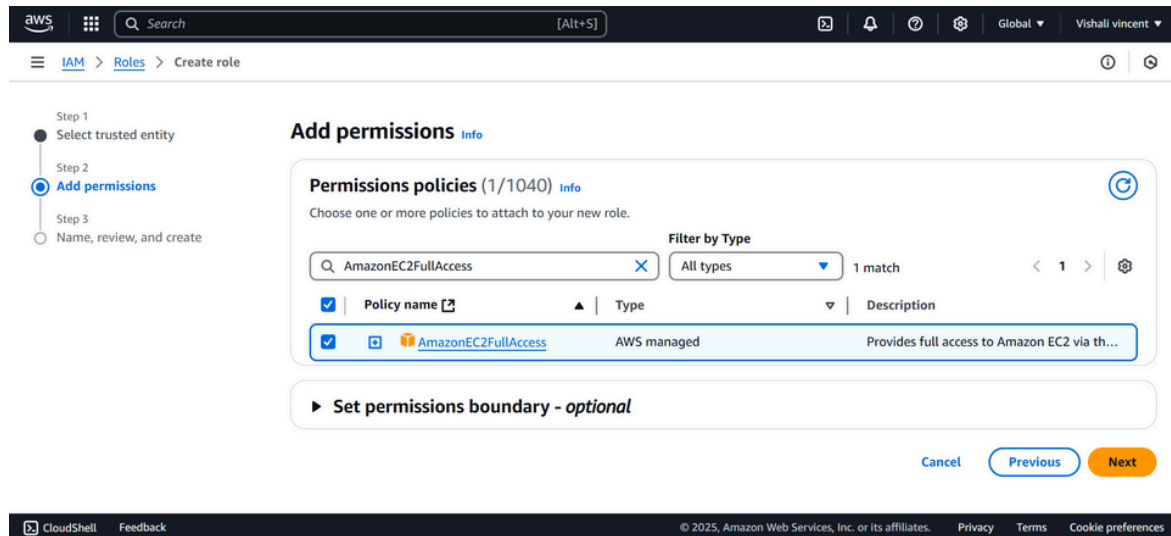 aws Search [Alt+S] Global Vishali vincent
IAM > Roles > Create role
Step 1
Select trusted entity
Step 2
Add permissions
Step 3
Name, review, and create
Add permissions Info
Permissions policies (1/1040) Info
Choose one or more policies to attach to your new role.
Filter by Type
AmazonEC2FullAccess All types 1 match 1
Policy name Type Description
AmazonEC2FullAccess AWS managed Provides full access to Amazon EC2 via th...
Set permissions boundary - optional
Cancel Previous Next
CloudShell Feedback © 2025, Amazon Web Services, Inc. or its affiliates. Privacy Terms Cookie preferences